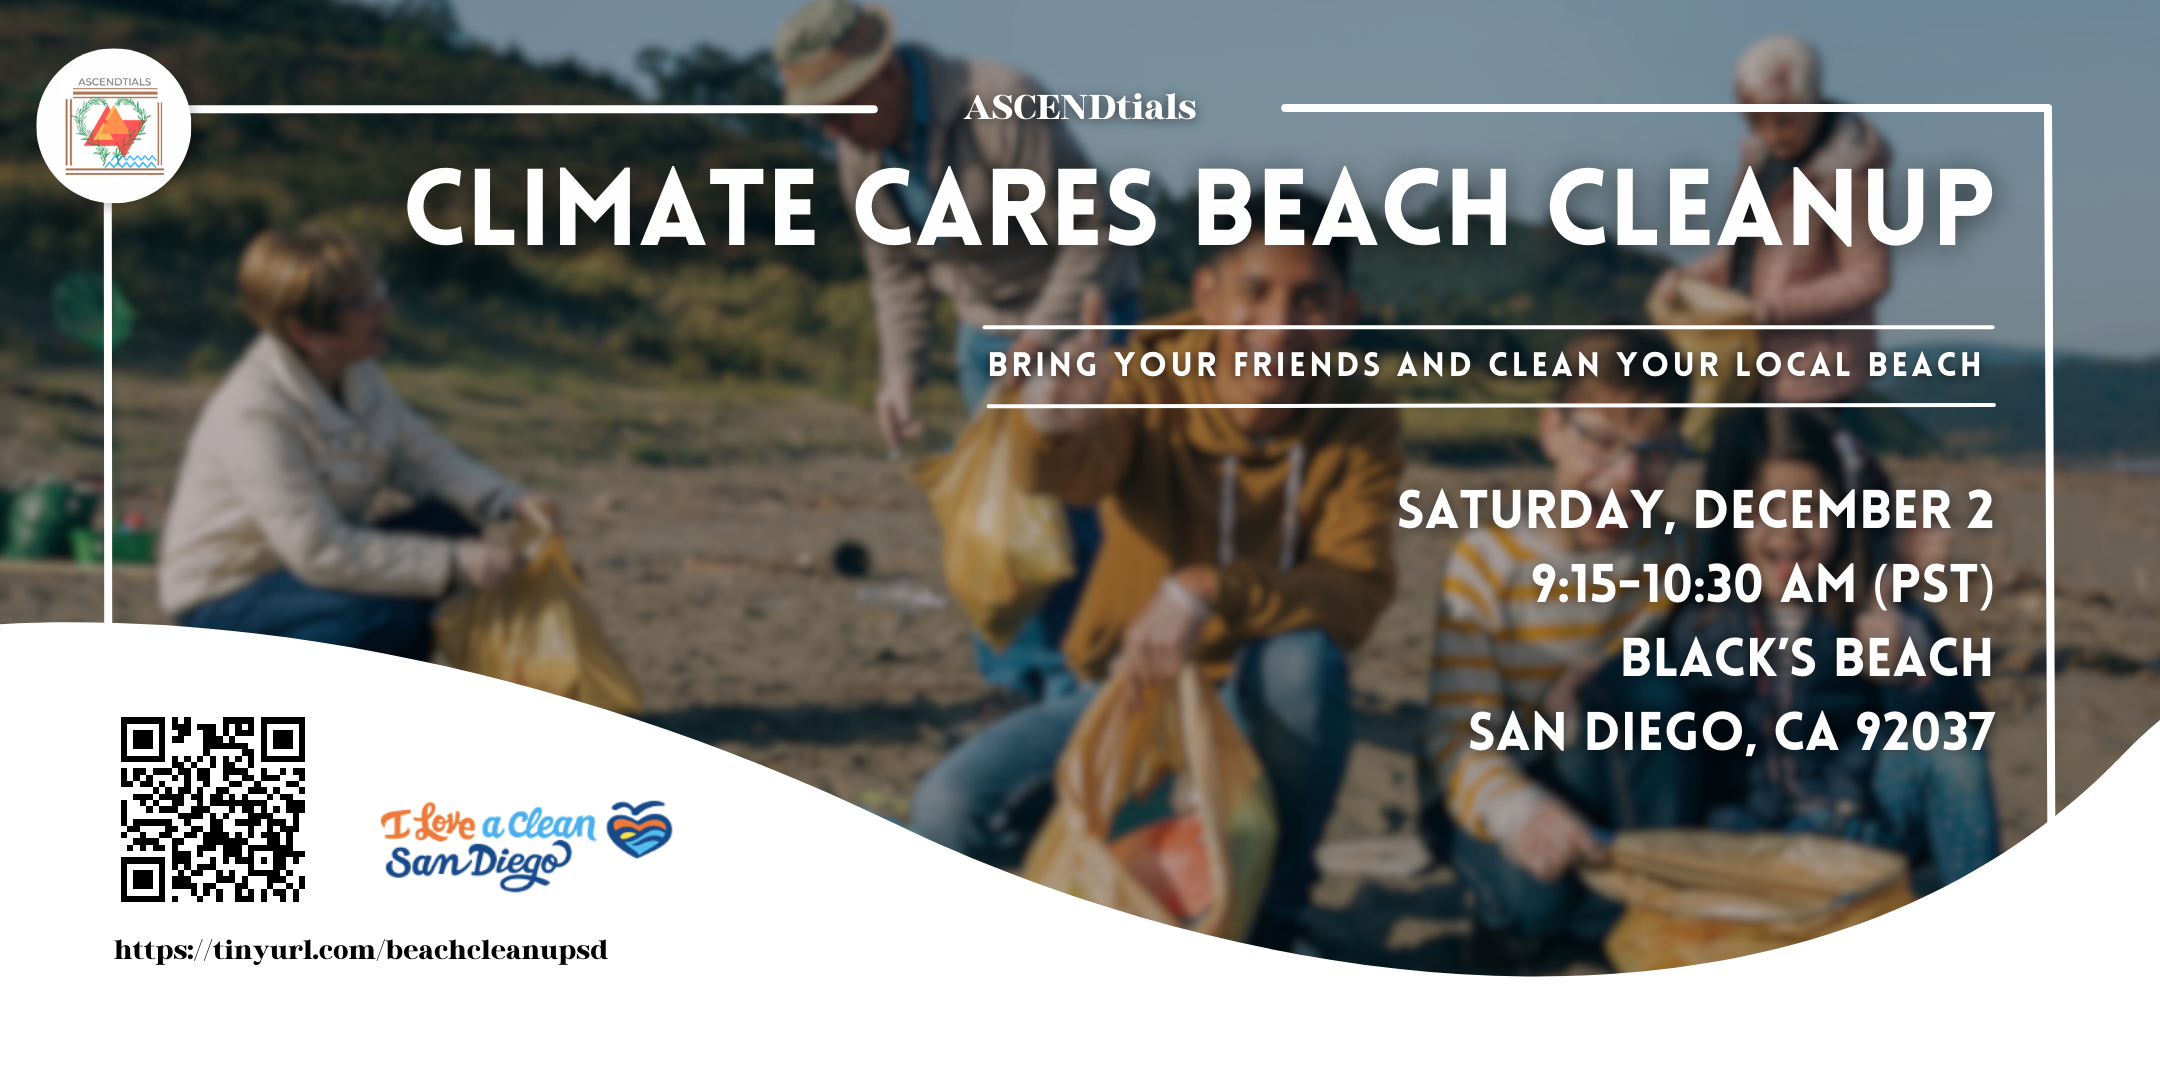 ASCENDTIALS
ASCENDtials
CLIMATE CARES BEACH CLEANUP
BRING YOUR FRIENDS AND CLEAN YOUR LOCAL BEACH
SATURDAY, DECEMBER 2
9:15-10:30 AM (PST)
BLACK'S BEACH
SAN DIEGO, CA 92037
I Love a Clean
San Diego
https://tinyurl.com/beachcleanupsd